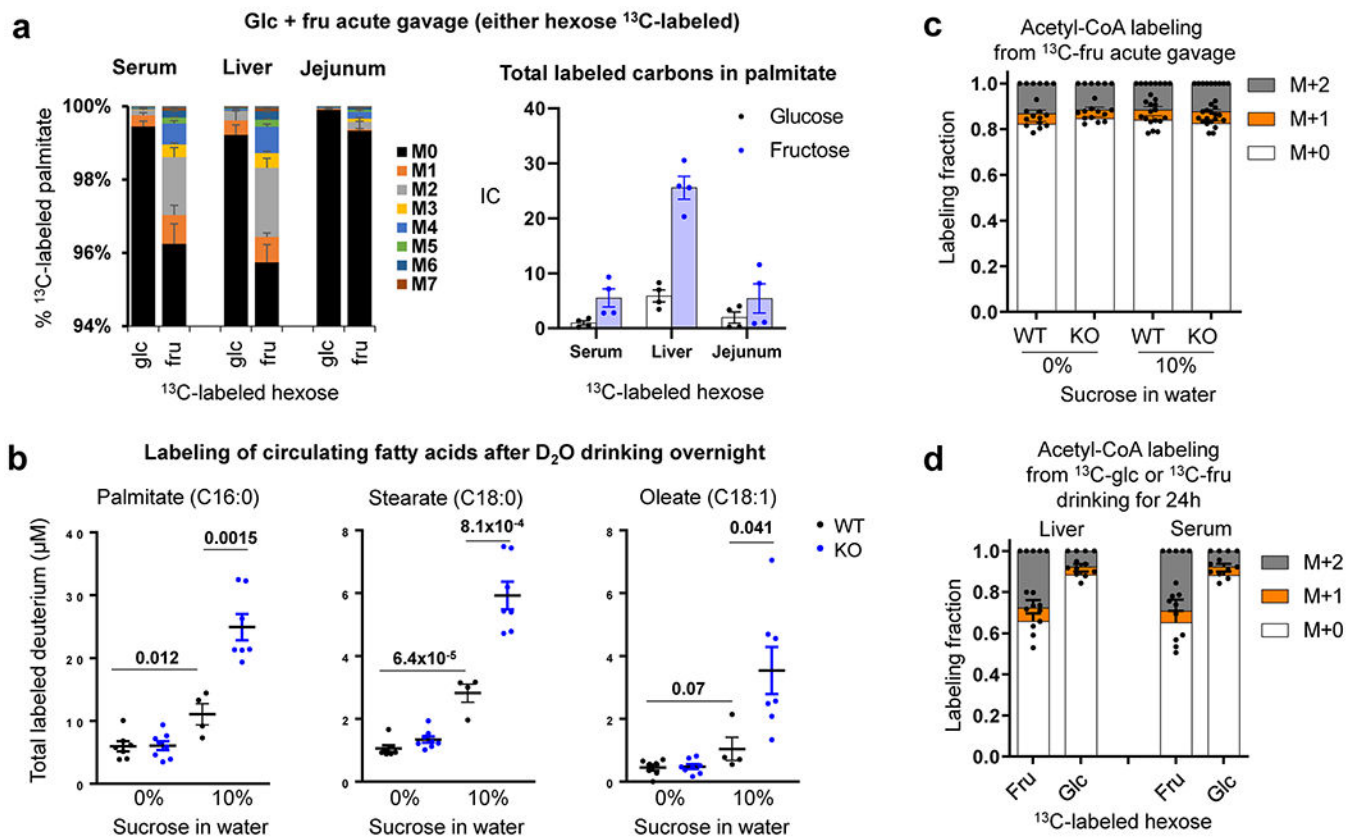 a
Glc + fru acute gavage (either hexose ¹³C-labeled)
Serum Liver Jejunum
100%
98%
96%
94%
% ¹³C-labeled palmitate
M0
M1
M2
M3
M4
M5
M6
M7
glc fru glc fru glc fru
¹³C-labeled hexose
Total labeled carbons in palmitate
Glucose
Fructose
IC
40
30
20
10
0
Serum Liver Jejunum
¹³C-labeled hexose
b
Labeling of circulating fatty acids after D₂O drinking overnight
Palmitate (C16:0)
Total labeled deuterium (µM)
40
30
20
10
0
0.0015
0.012
0% 10%
Sucrose in water
Stearate (C18:0)
8
6
4
2
0
8.1x10⁻⁴
6.4x10⁻⁵
0% 10%
Sucrose in water
Oleate (C18:1)
8
6
4
2
0
0.041
0.07
WT
KO
0% 10%
Sucrose in water
c
Acetyl-CoA labeling
from ¹³C-fru acute gavage
Labeling fraction
1.0
0.8
0.6
0.4
0.2
0.0
M+2
M+1
M+0
WT KO WT KO
0% 10%
Sucrose in water
d
Acetyl-CoA labeling
from ¹³C-glc or ¹³C-fru
drinking for 24h
Liver Serum
Labeling fraction
1.0
0.8
0.6
0.4
0.2
0.0
M+2
M+1
M+0
Fru Glc Fru Glc
¹³C-labeled hexose